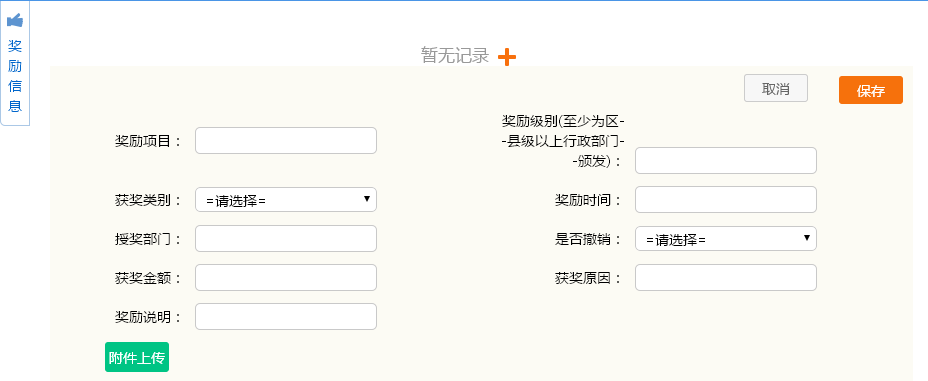 奖
励
信
息
暂无记录
取消
保存
奖励项目：
奖励级别(至少为区-
-县级以上行政部门-
-颁发)：
获奖类别：
=请选择=
奖励时间：
授奖部门：
是否撤销：
=请选择=
获奖金额：
获奖原因：
奖励说明：
附件上传